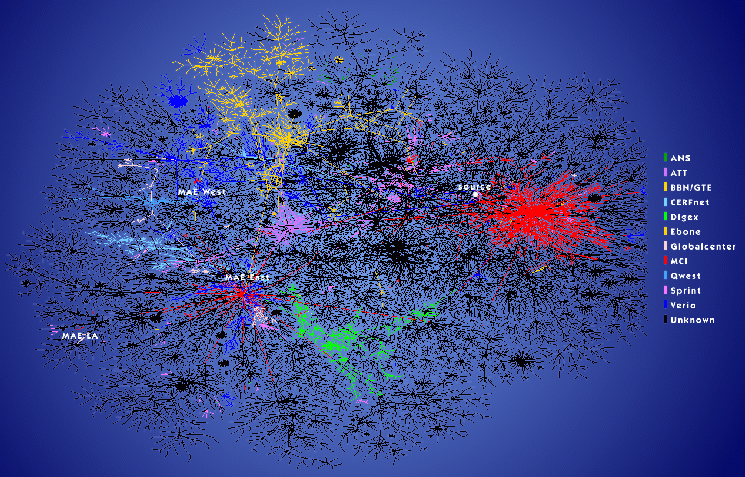 MAE West
source
MAE East
MAE-LA
ANS
ATT
BBN/GTE
CERFnet
Digex
Ebone
Globalcenter
MCI
Qwest
Sprint
Verio
Unknown